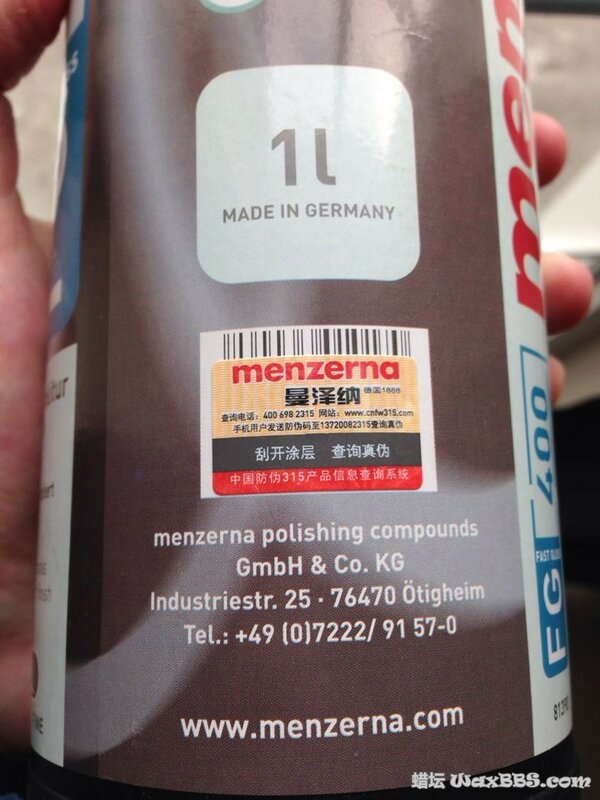 1l
MADE IN GERMANY
menzerna
曼泽纳 德国1888
查询电话：400 698 2315 网站：www.cnfw315.com
手机用户发送防伪码至13720082315查询真伪
刮开涂层 查询真伪
中国防伪315产品信息查询系统
menzerna polishing compounds
GmbH & Co. KG
Industriestr. 25 · 76470 Ötigheim
Tel.: +49 (0)7222/ 91 57-0
www.menzerna.com
men
FG 400
蜡坛 WaxBBS.com